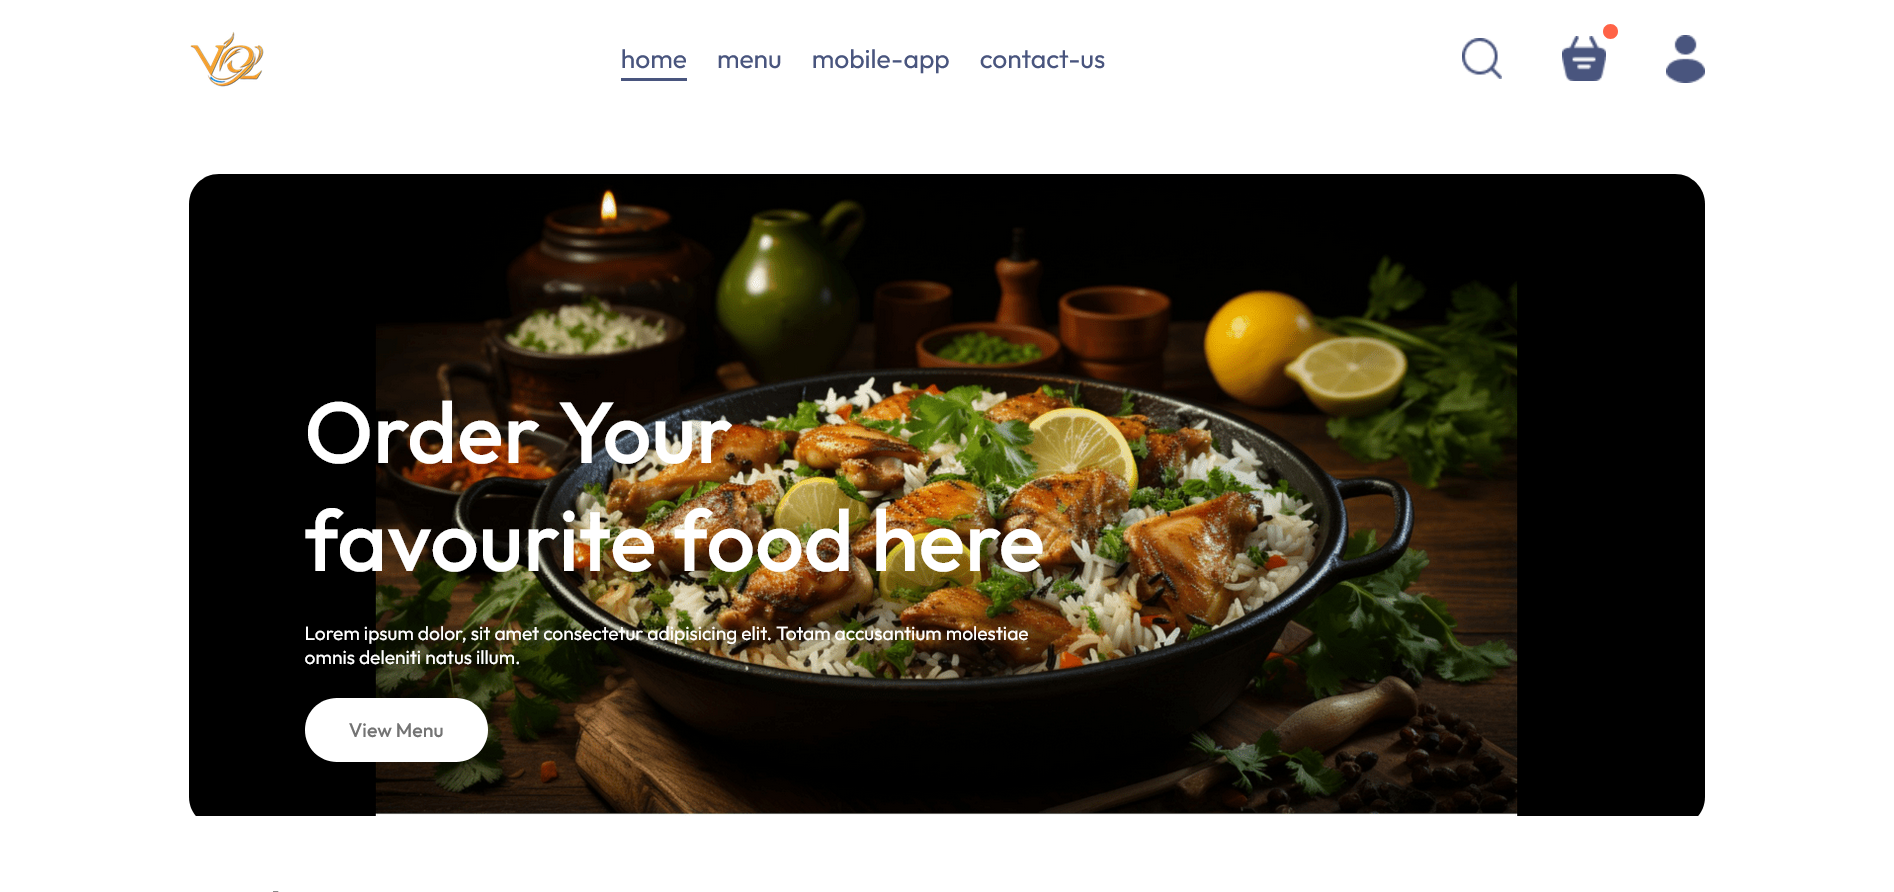 home menu mobile-app contact-us
Order Your
favourite food here
Lorem ipsum dolor, sit amet consectetur adipisicing elit. Totam accusantium molestiae
omnis deleniti natus illum.
View Menu